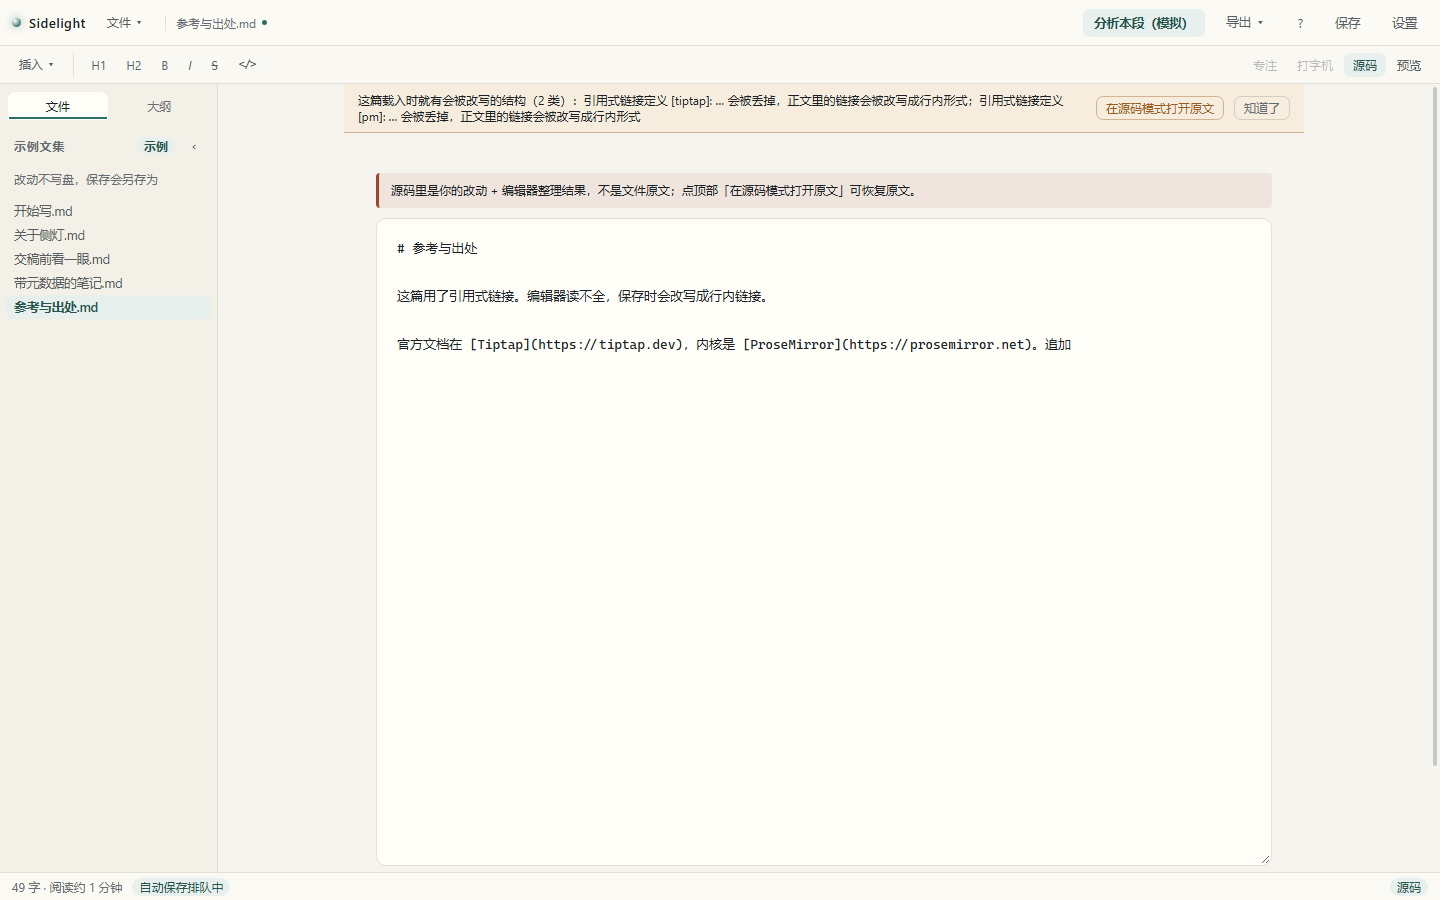 Sidelight 文件 ▾ 参考与出处.md ● 分析本段（模拟） 导出 ▾ ? 保存 设置
插入 ▾ H1 H2 B I S </> 专注 打字机 源码 预览
文件 大纲
示例文集 示例 ‹
改动不写盘，保存会另存为
开始写.md
关于侧灯.md
交稿前看一眼.md
带元数据的笔记.md
参考与出处.md
这篇载入时就有会被改写的结构（2 类）：引用式链接定义 [tiptap]: … 会被丢掉，正文里的链接会被改写成行内形式；引用式链接定义
[pm]: … 会被丢掉，正文里的链接会被改写成行内形式
在源码模式打开原文 知道了
源码里是你的改动 + 编辑器整理结果，不是文件原文；点顶部「在源码模式打开原文」可恢复原文。
# 参考与出处
这篇用了引用式链接。编辑器读不全，保存时会改写成行内链接。
官方文档在 [Tiptap](https://tiptap.dev)，内核是 [ProseMirror](https://prosemirror.net)。追加
49 字 · 阅读约 1 分钟 自动保存排队中 源码